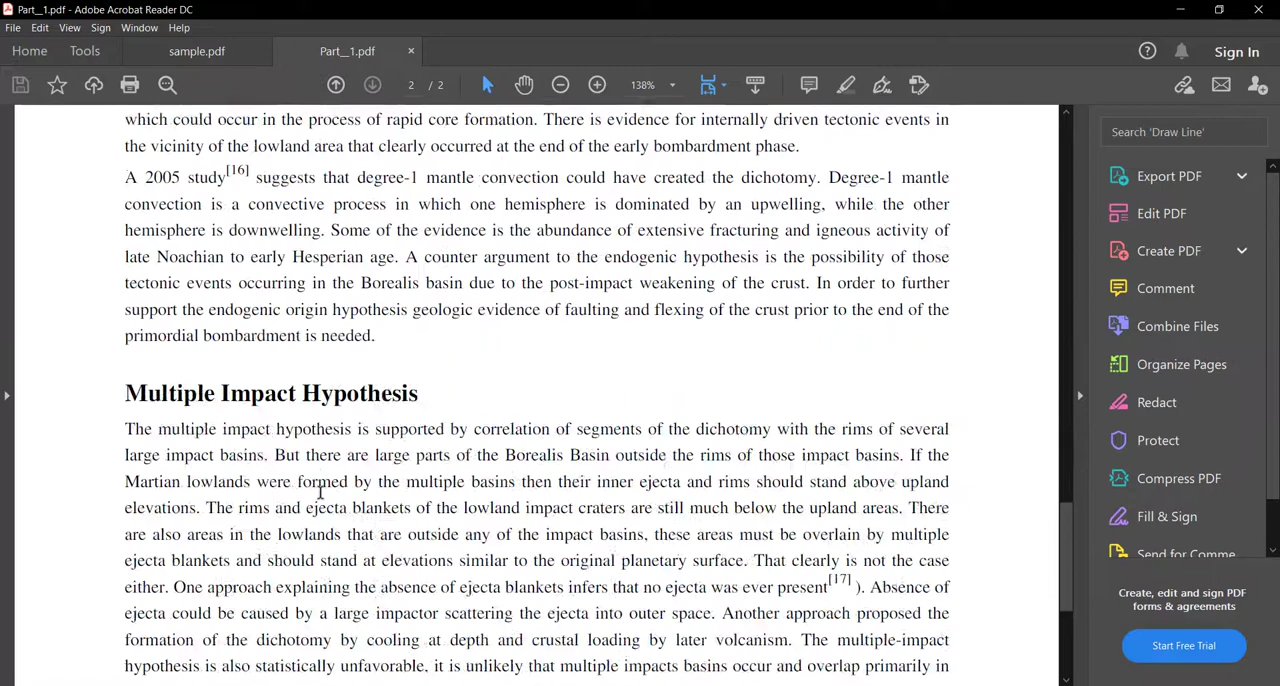 Part__1.pdf - Adobe Acrobat Reader DC
File Edit View Sign Window Help
Home Tools sample.pdf Part__1.pdf × Sign In
2 / 2 138%
which could occur in the process of rapid core formation. There is evidence for internally driven tectonic events in
the vicinity of the lowland area that clearly occurred at the end of the early bombardment phase.
A 2005 study[16] suggests that degree-1 mantle convection could have created the dichotomy. Degree-1 mantle
convection is a convective process in which one hemisphere is dominated by an upwelling, while the other
hemisphere is downwelling. Some of the evidence is the abundance of extensive fracturing and igneous activity of
late Noachian to early Hesperian age. A counter argument to the endogenic hypothesis is the possibility of those
tectonic events occurring in the Borealis basin due to the post-impact weakening of the crust. In order to further
support the endogenic origin hypothesis geologic evidence of faulting and flexing of the crust prior to the end of the
primordial bombardment is needed.
Multiple Impact Hypothesis
The multiple impact hypothesis is supported by correlation of segments of the dichotomy with the rims of several
large impact basins. But there are large parts of the Borealis Basin outside the rims of those impact basins. If the
Martian lowlands were formed by the multiple basins then their inner ejecta and rims should stand above upland
elevations. The rims and ejecta blankets of the lowland impact craters are still much below the upland areas. There
are also areas in the lowlands that are outside any of the impact basins, these areas must be overlain by multiple
ejecta blankets and should stand at elevations similar to the original planetary surface. That clearly is not the case
either. One approach explaining the absence of ejecta blankets infers that no ejecta was ever present[17] ). Absence of
ejecta could be caused by a large impactor scattering the ejecta into outer space. Another approach proposed the
formation of the dichotomy by cooling at depth and crustal loading by later volcanism. The multiple-impact
hypothesis is also statistically unfavorable, it is unlikely that multiple impacts basins occur and overlap primarily in
Search 'Draw Line'
Export PDF
Edit PDF
Create PDF
Comment
Combine Files
Organize Pages
Redact
Protect
Compress PDF
Fill & Sign
Send for Comme
Create, edit and sign PDF
forms & agreements
Start Free Trial